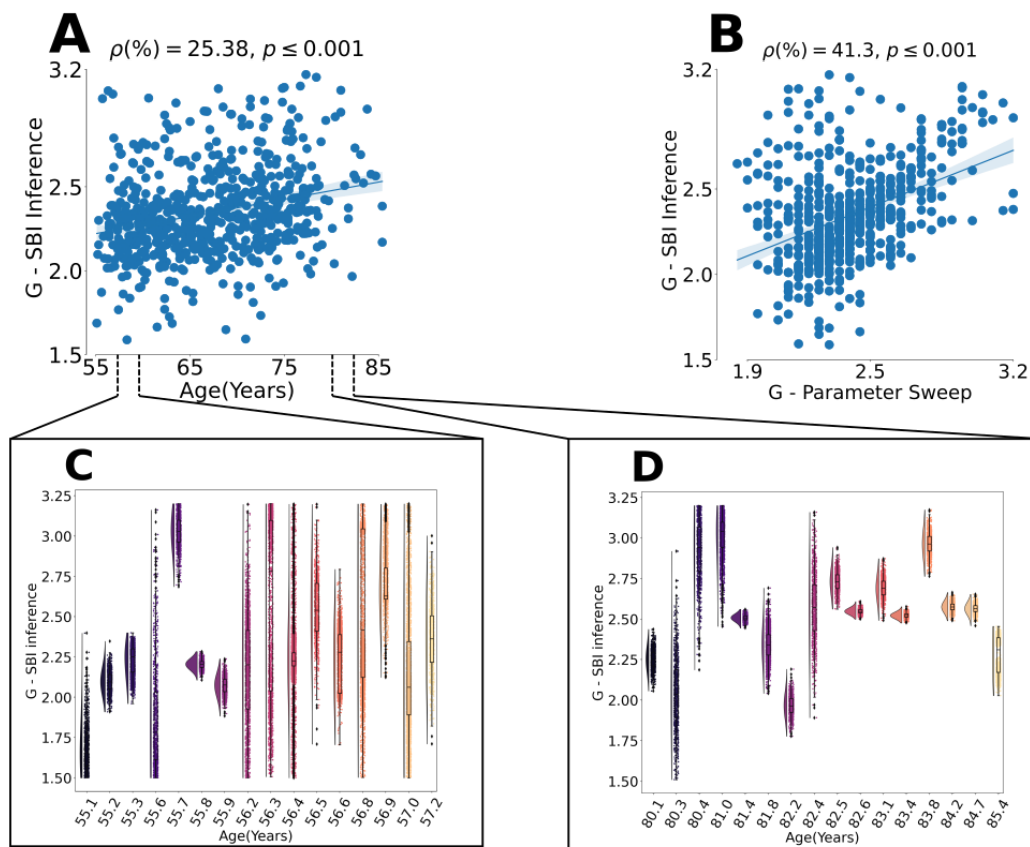 A
ρ(%) = 25.38, p ≤ 0.001
3.2
2.5
2.0
1.5
G - SBI Inference
55 65 75 85
Age(Years)
B
ρ(%) = 41.3, p ≤ 0.001
3.2
2.5
2.0
1.5
G - SBI Inference
1.9 2.5 3.2
G - Parameter Sweep
C
3.25
3.00
2.75
2.50
2.25
2.00
1.75
1.50
G - SBI inference
55.1 55.2 55.3 55.6 55.7 55.8 55.9 56.2 56.3 56.4 56.5 56.6 56.8 56.9 57.0 57.2
Age(Years)
D
3.25
3.00
2.75
2.50
2.25
2.00
1.75
1.50
G - SBI inference
80.1 80.3 80.4 81.0 81.4 81.8 82.2 82.4 82.5 82.6 83.1 83.4 83.8 84.2 84.7 85.4
Age(Years)